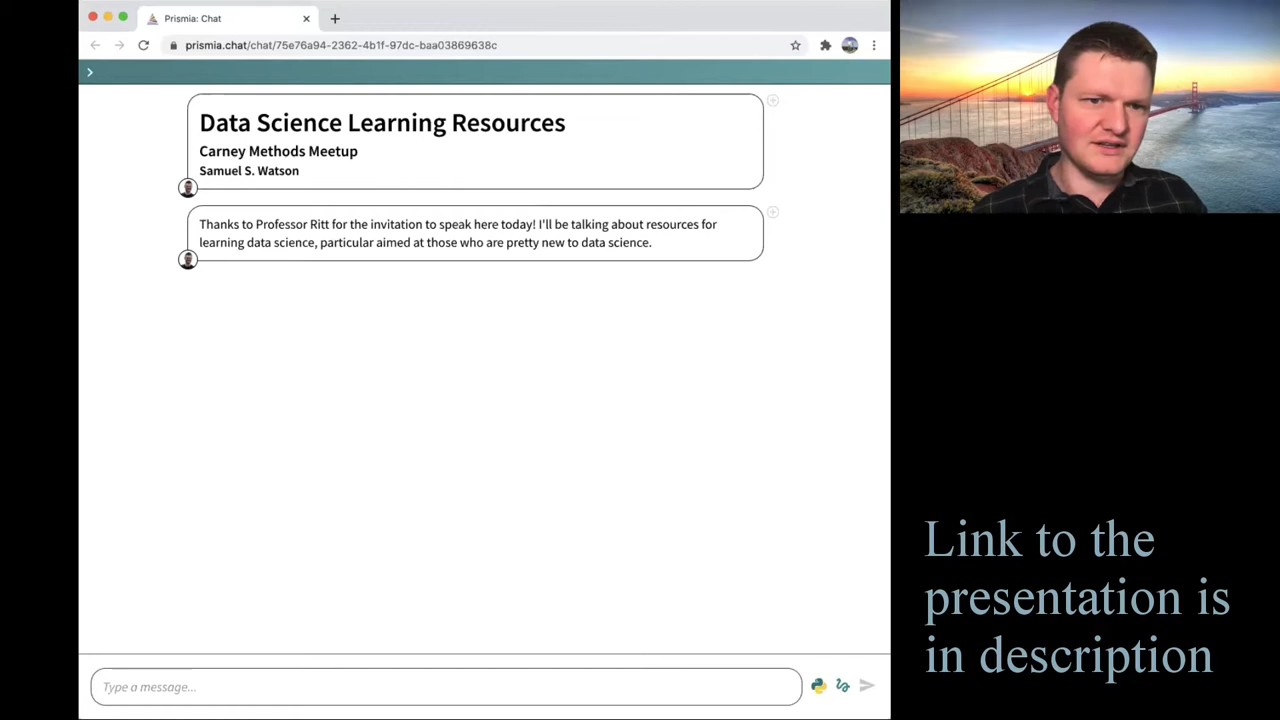 Prismia: Chat
prismia.chat/chat/75e76a94-2362-4b1f-97dc-baa03869638c
Data Science Learning Resources
Carney Methods Meetup
Samuel S. Watson
Thanks to Professor Ritt for the invitation to speak here today! I'll be talking about resources for
learning data science, particular aimed at those who are pretty new to data science.
Type a message...
Link to the
presentation is
in description